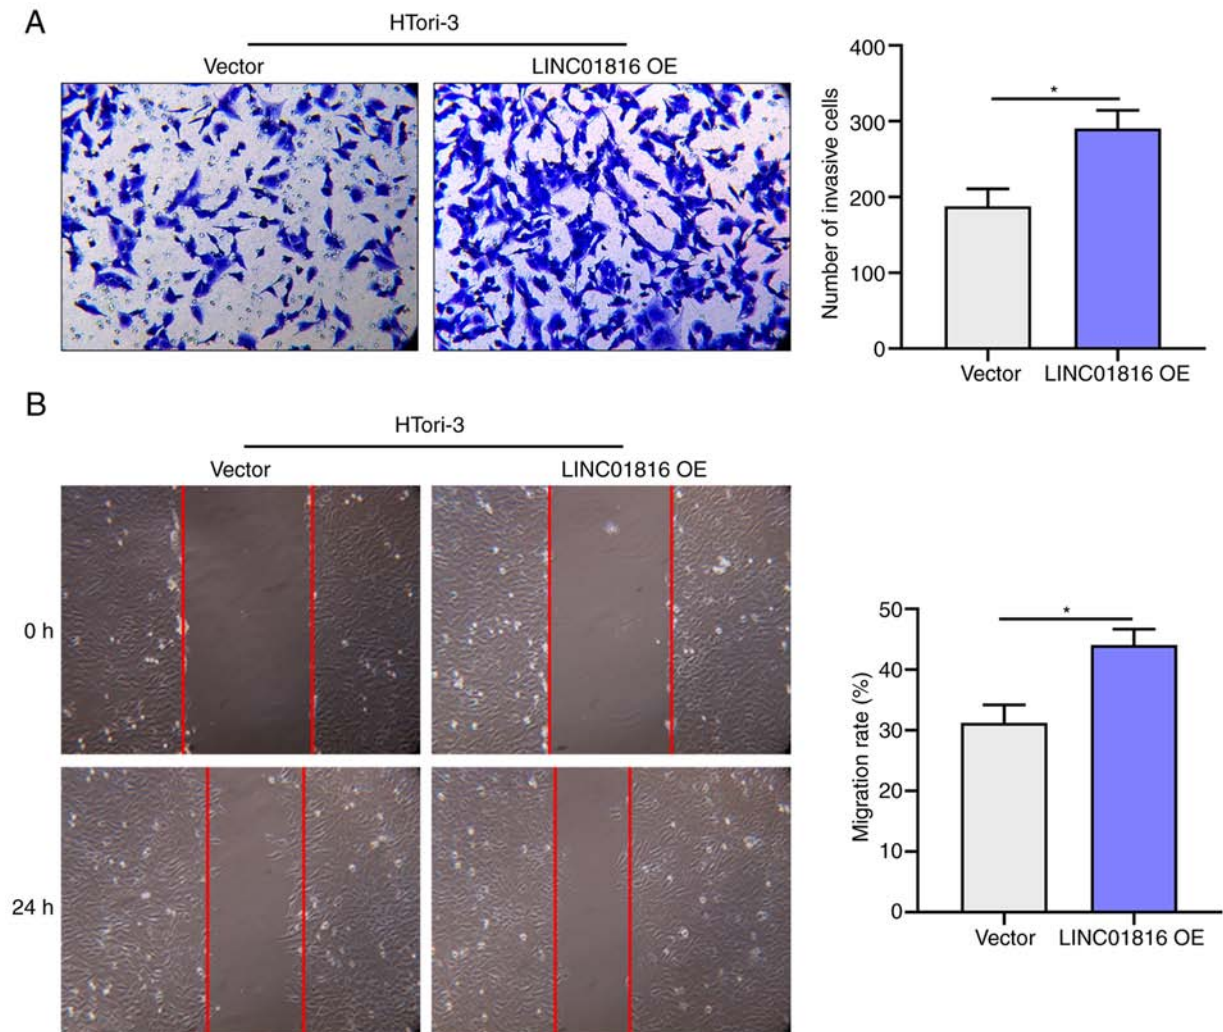 A
HTori-3
Vector
LINC01816 OE
Number of invasive cells
400
300
200
100
0
*
Vector
LINC01816 OE
B
HTori-3
Vector
LINC01816 OE
0 h
24 h
Migration rate (%)
50
40
30
20
10
0
*
Vector
LINC01816 OE